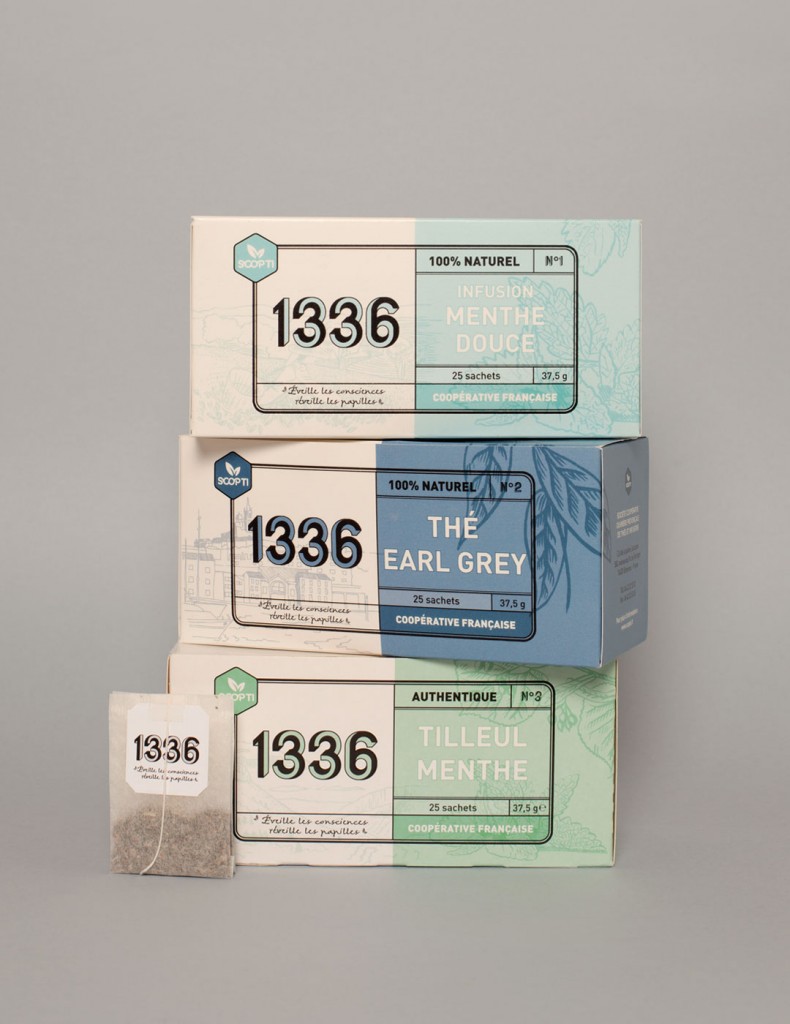 SCOPTI
100% NATUREL
N°1
1336
INFUSION
MENTHE
DOUCE
25 sachets
37,5 g
Éveille les consciences
réveille les papilles
COOPÉRATIVE FRANÇAISE
SCOPTI
100% NATUREL
N°2
1336
THÉ
EARL GREY
25 sachets
37,5 g
Éveille les consciences
réveille les papilles
COOPÉRATIVE FRANÇAISE
SCOPTI
AUTHENTIQUE
N°3
1336
TILLEUL
MENTHE
25 sachets
37,5 g e
Éveille les consciences
réveille les papilles
COOPÉRATIVE FRANÇAISE
1336
Éveille les consciences
réveille les papilles